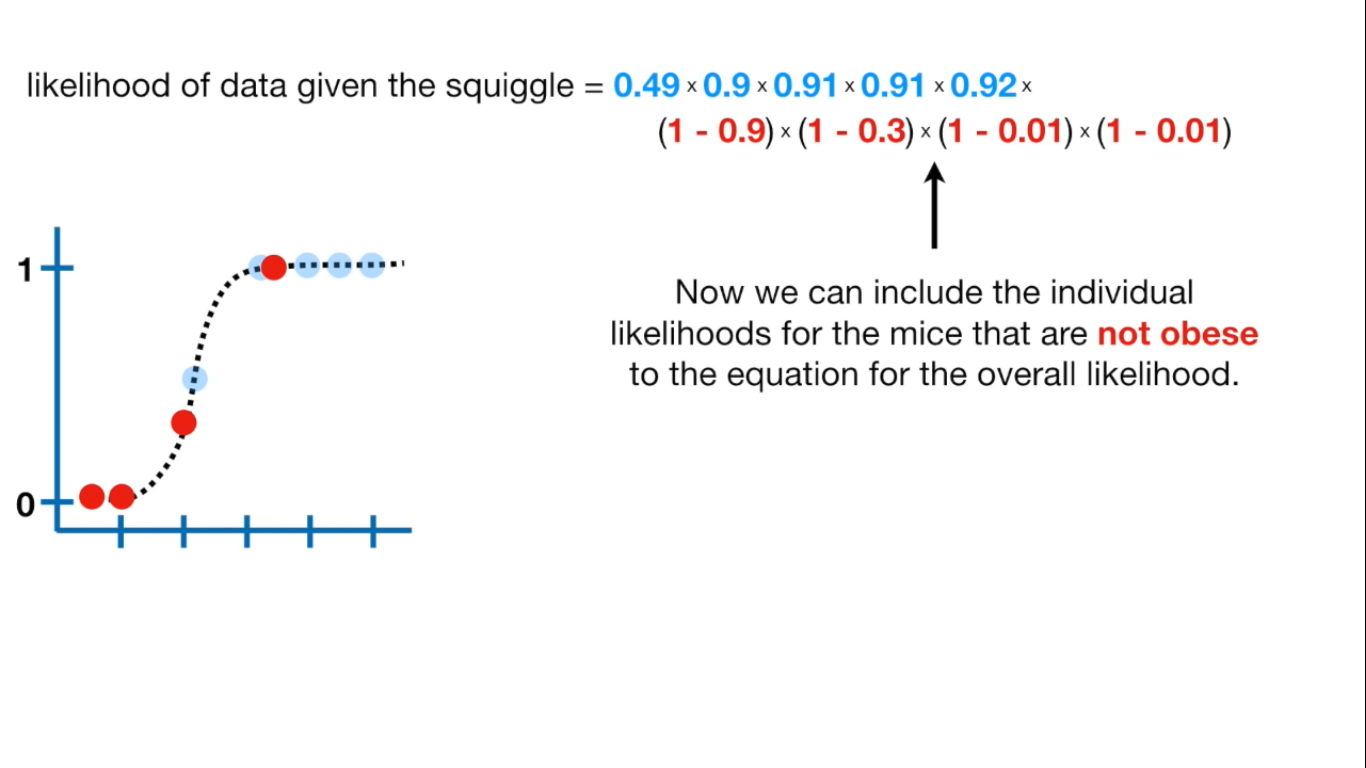 likelihood of data given the squiggle = 0.49 x 0.9 x 0.91 x 0.91 x 0.92 x
(1 - 0.9) x (1 - 0.3) x (1 - 0.01) x (1 - 0.01)
Now we can include the individual
likelihoods for the mice that are not obese
to the equation for the overall likelihood.
1
0